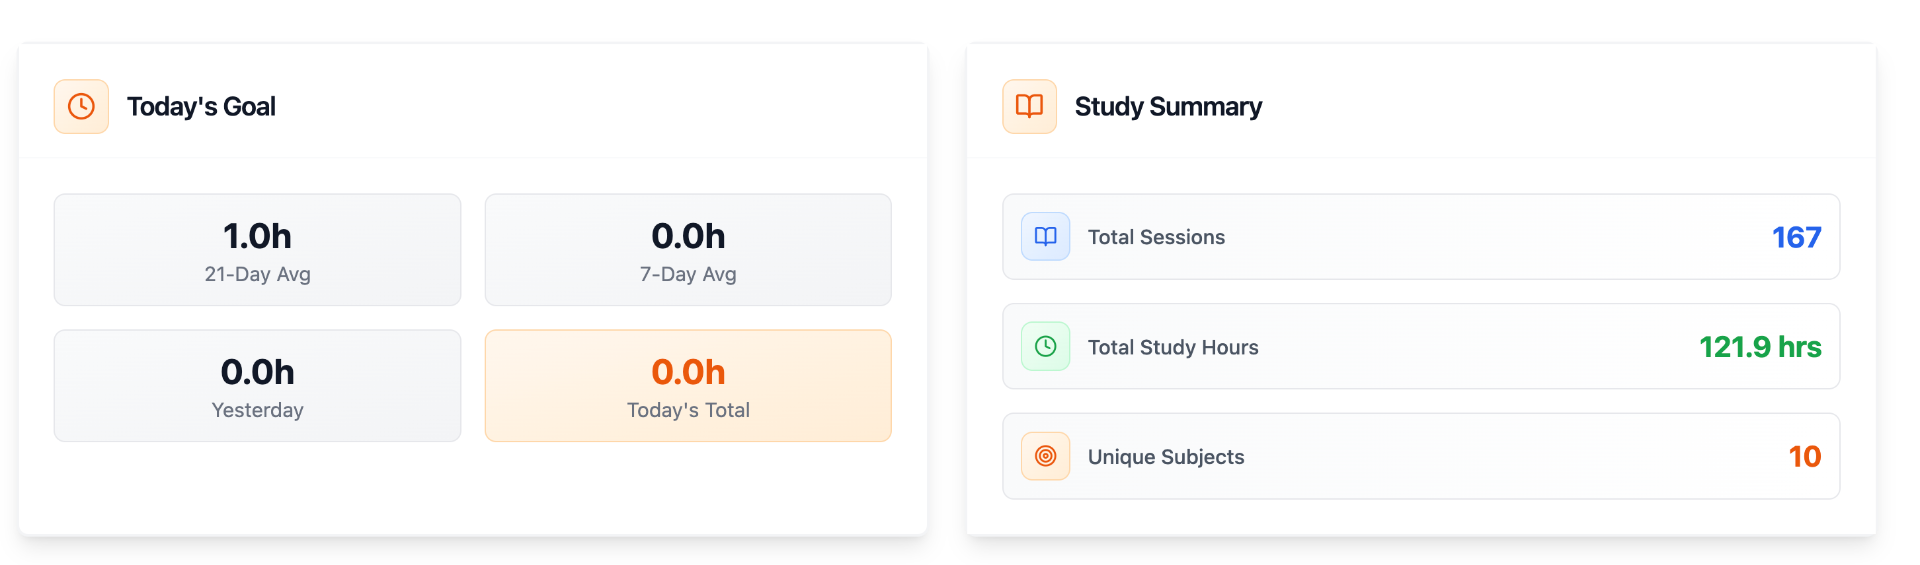 Today's Goal
1.0h
21-Day Avg
0.0h
7-Day Avg
0.0h
Yesterday
0.0h
Today's Total
Study Summary
Total Sessions
167
Total Study Hours
121.9 hrs
Unique Subjects
10